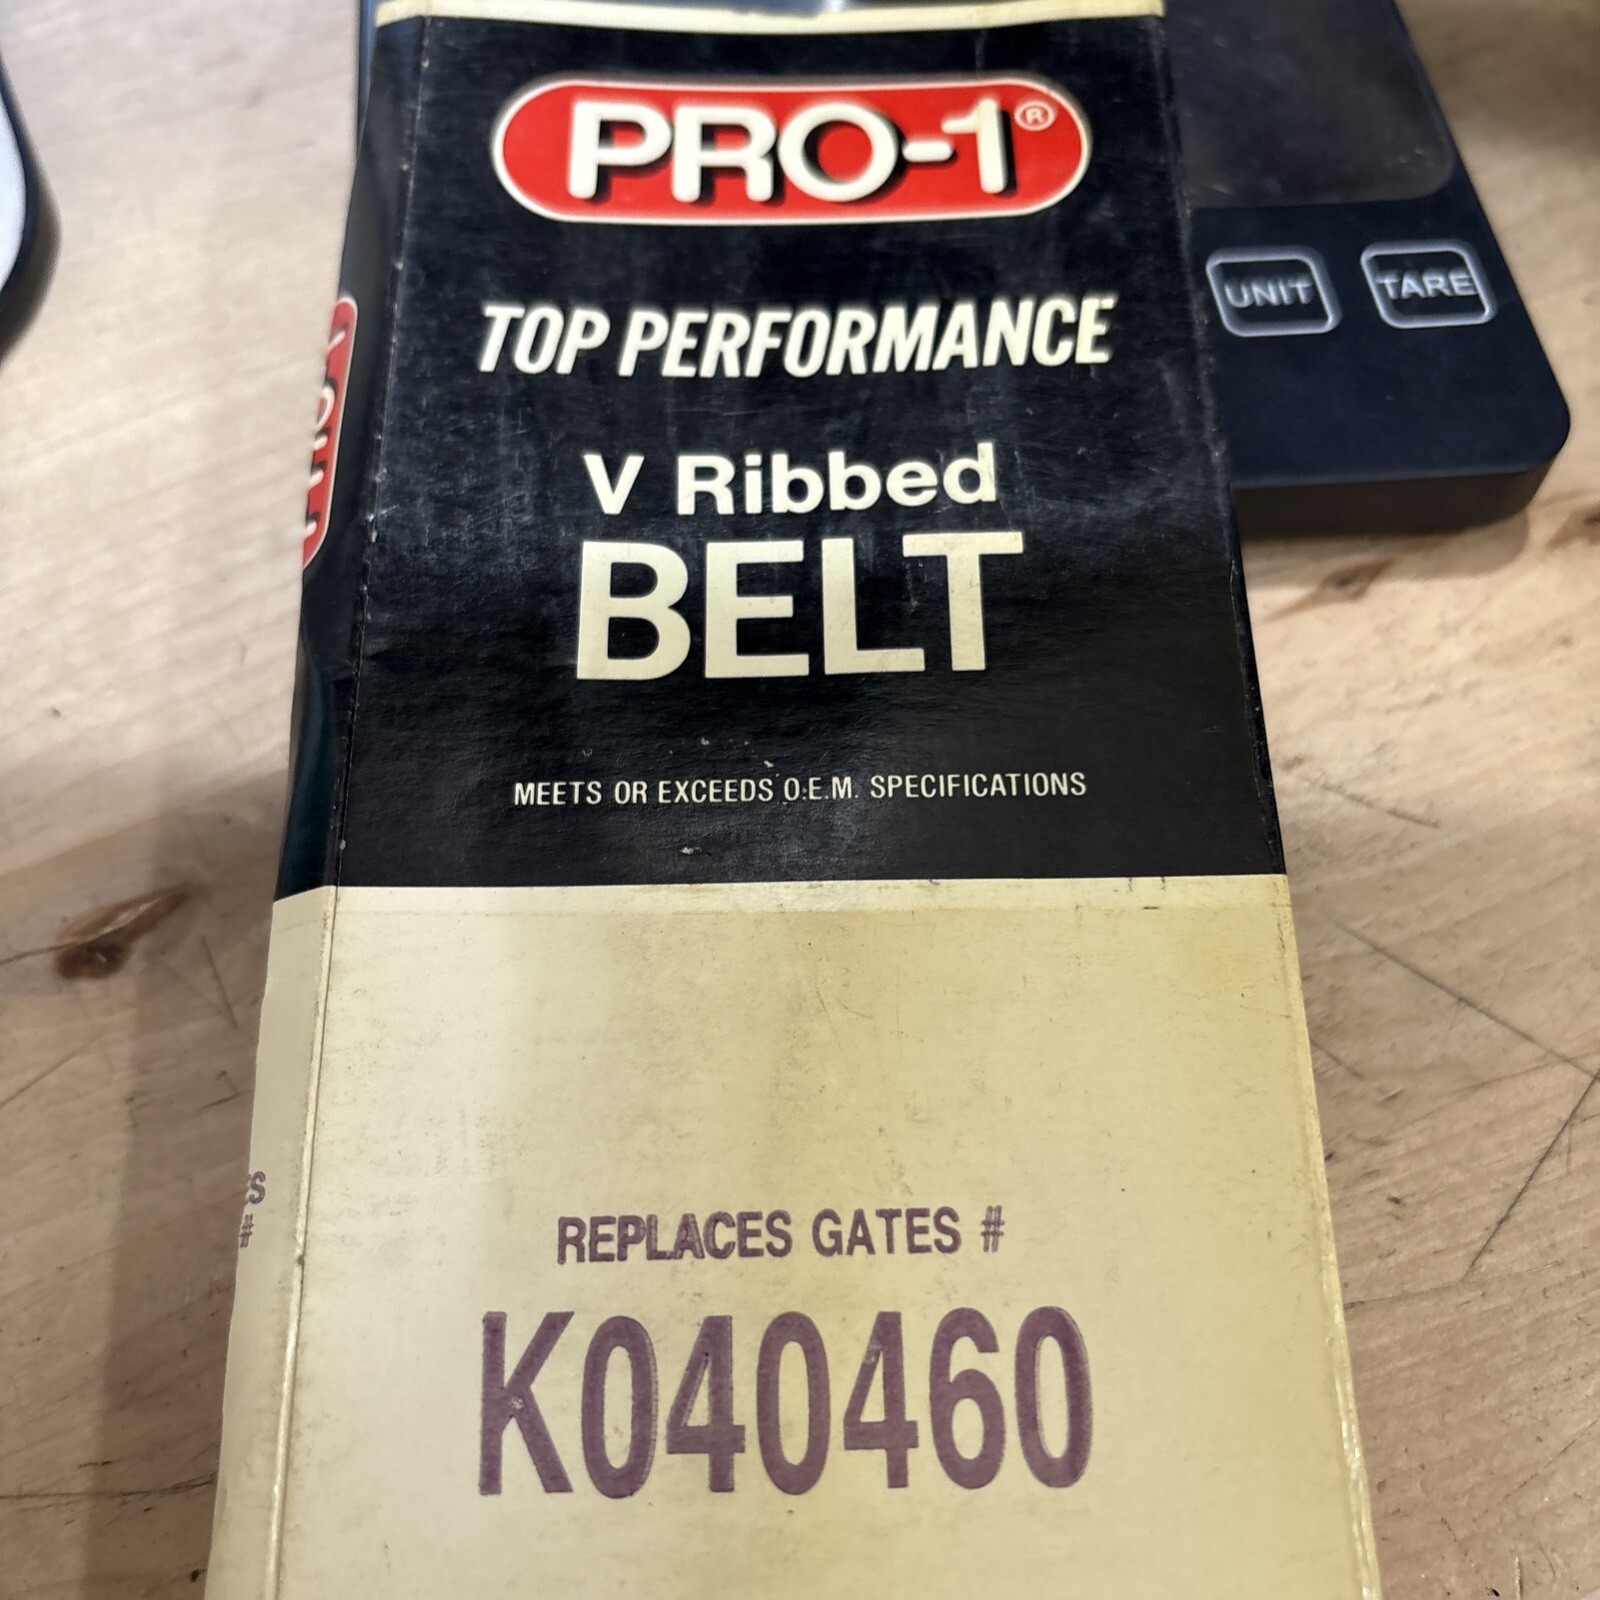 PRO-1®
TOP PERFORMANCE
V Ribbed
BELT
MEETS OR EXCEEDS O.E.M. SPECIFICATIONS
REPLACES GATES #
K040460
UNIT
TARE